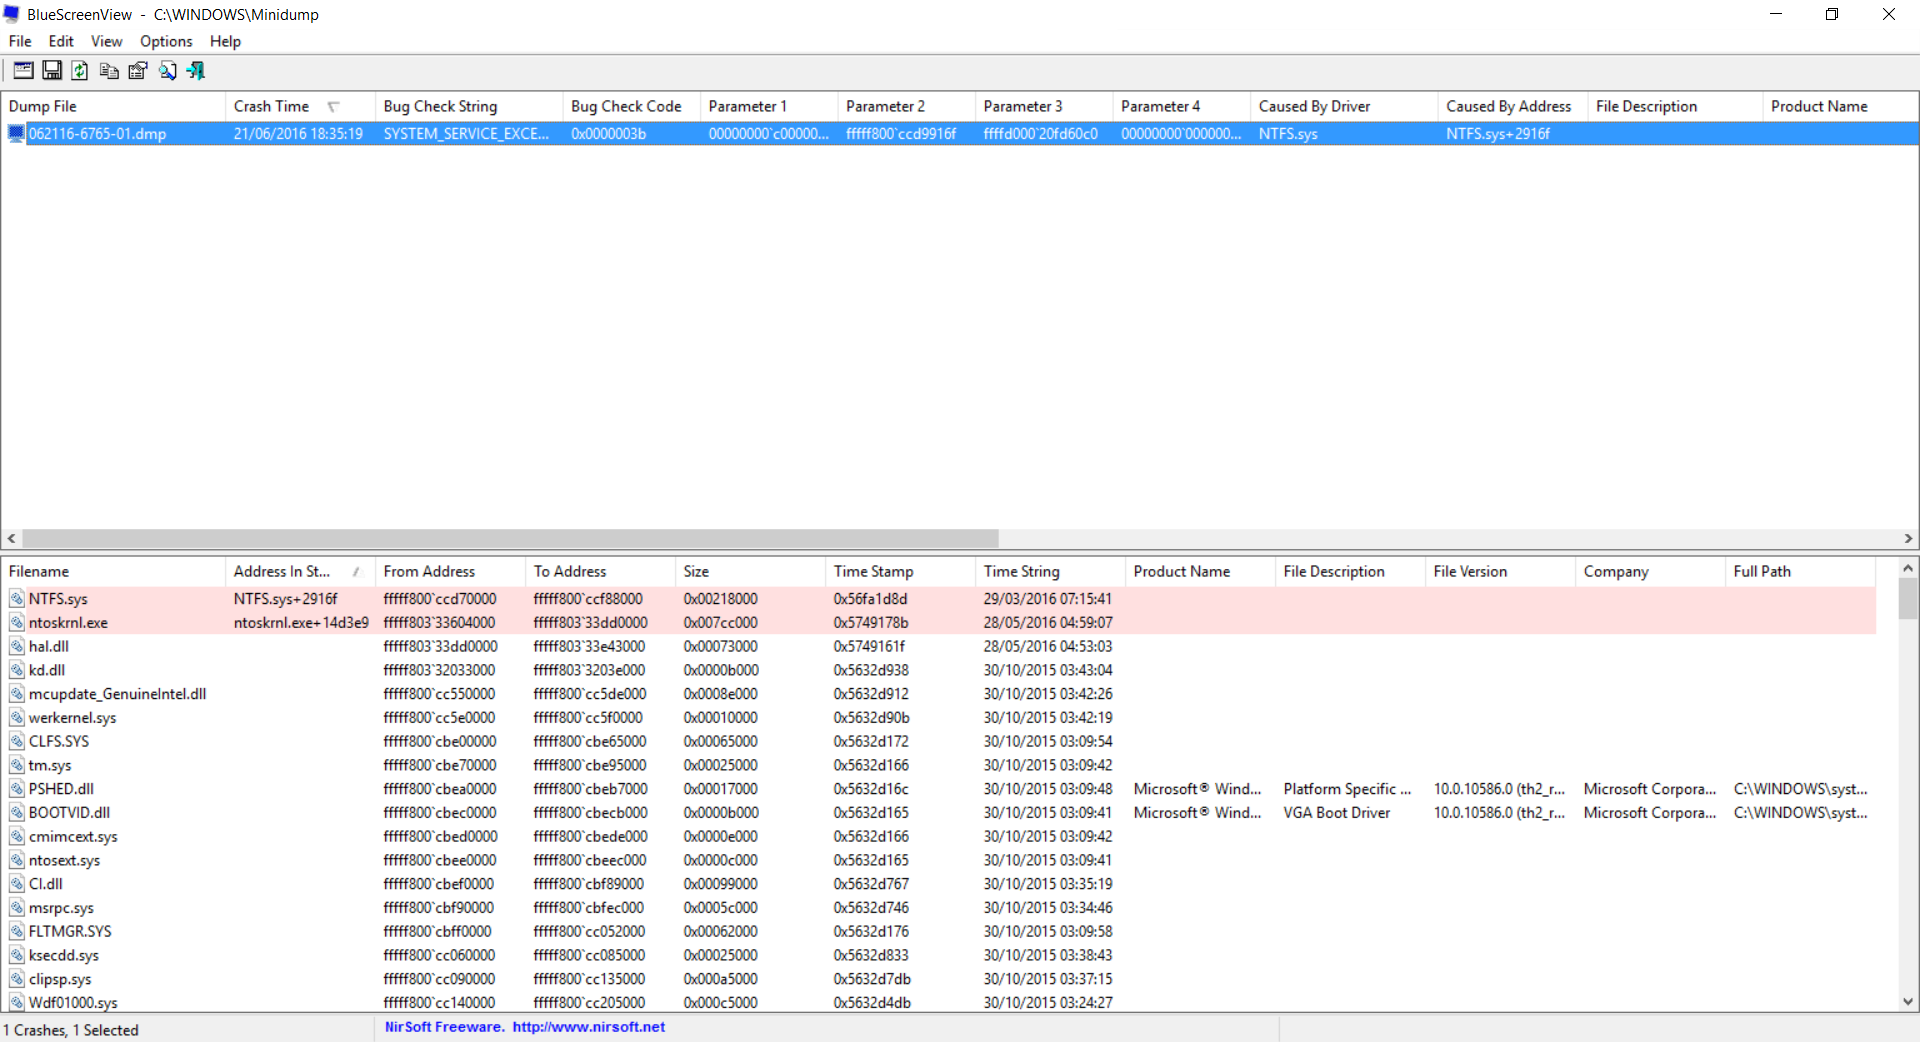 BlueScreenView - C:\WINDOWS\Minidump
File Edit View Options Help
Dump File Crash Time Bug Check String Bug Check Code Parameter 1 Parameter 2 Parameter 3 Parameter 4 Caused By Driver Caused By Address File Description Product Name
062116-6765-01.dmp 21/06/2016 18:35:19 SYSTEM_SERVICE_EXCE... 0x0000003b 00000000`c00000... fffff800`ccd9916f ffffd000`20fd60c0 00000000`000000... NTFS.sys NTFS.sys+2916f
Filename Address In St... From Address To Address Size Time Stamp Time String Product Name File Description File Version Company Full Path
NTFS.sys NTFS.sys+2916f fffff800`ccd70000 fffff800`ccf88000 0x00218000 0x56fa1d8d 29/03/2016 07:15:41
ntoskrnl.exe ntoskrnl.exe+14d3e9 fffff803`33604000 fffff803`33dd0000 0x007cc000 0x5749178b 28/05/2016 04:59:07
hal.dll fffff803`33dd0000 fffff803`33e43000 0x00073000 0x5749161f 28/05/2016 04:53:03
kd.dll fffff803`32033000 fffff803`3203e000 0x0000b000 0x5632d938 30/10/2015 03:43:04
mcupdate_GenuineIntel.dll fffff800`cc550000 fffff800`cc5de000 0x0008e000 0x5632d912 30/10/2015 03:42:26
werkernel.sys fffff800`cc5e0000 fffff800`cc5f0000 0x00010000 0x5632d90b 30/10/2015 03:42:19
CLFS.SYS fffff800`cbe00000 fffff800`cbe65000 0x00065000 0x5632d172 30/10/2015 03:09:54
tm.sys fffff800`cbe70000 fffff800`cbe95000 0x00025000 0x5632d166 30/10/2015 03:09:42
PSHED.dll fffff800`cbea0000 fffff800`cbeb7000 0x00017000 0x5632d16c 30/10/2015 03:09:48 Microsoft® Wind... Platform Specific ... 10.0.10586.0 (th2_r... Microsoft Corpora... C:\WINDOWS\syst...
BOOTVID.dll fffff800`cbec0000 fffff800`cbecb000 0x0000b000 0x5632d165 30/10/2015 03:09:41 Microsoft® Wind... VGA Boot Driver 10.0.10586.0 (th2_r... Microsoft Corpora... C:\WINDOWS\syst...
cmimcext.sys fffff800`cbed0000 fffff800`cbede000 0x0000e000 0x5632d166 30/10/2015 03:09:42
ntosext.sys fffff800`cbee0000 fffff800`cbeec000 0x0000c000 0x5632d165 30/10/2015 03:09:41
CI.dll fffff800`cbef0000 fffff800`cbf89000 0x00099000 0x5632d767 30/10/2015 03:35:19
msrpc.sys fffff800`cbf90000 fffff800`cbfec000 0x0005c000 0x5632d746 30/10/2015 03:34:46
FLTMGR.SYS fffff800`cbff0000 fffff800`cc052000 0x00062000 0x5632d176 30/10/2015 03:09:58
ksecdd.sys fffff800`cc060000 fffff800`cc085000 0x00025000 0x5632d833 30/10/2015 03:38:43
clipsp.sys fffff800`cc090000 fffff800`cc135000 0x000a5000 0x5632d7db 30/10/2015 03:37:15
Wdf01000.sys fffff800`cc140000 fffff800`cc205000 0x000c5000 0x5632d4db 30/10/2015 03:24:27
1 Crashes, 1 Selected NirSoft Freeware. http://www.nirsoft.net